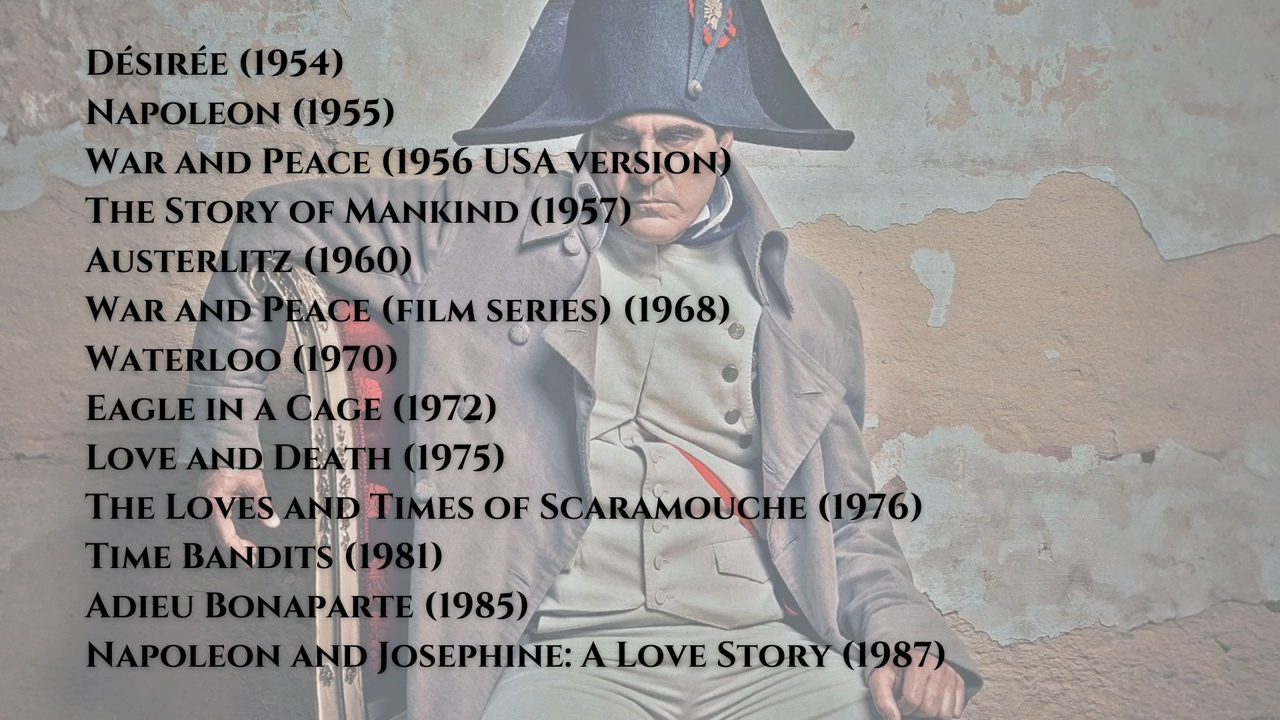 Désirée (1954)
Napoleon (1955)
War and Peace (1956 USA version)
The Story of Mankind (1957)
Austerlitz (1960)
War and Peace (film series) (1968)
Waterloo (1970)
Eagle in a Cage (1972)
Love and Death (1975)
The Loves and Times of Scaramouche (1976)
Time Bandits (1981)
Adieu Bonaparte (1985)
Napoleon and Josephine: A Love Story (1987)